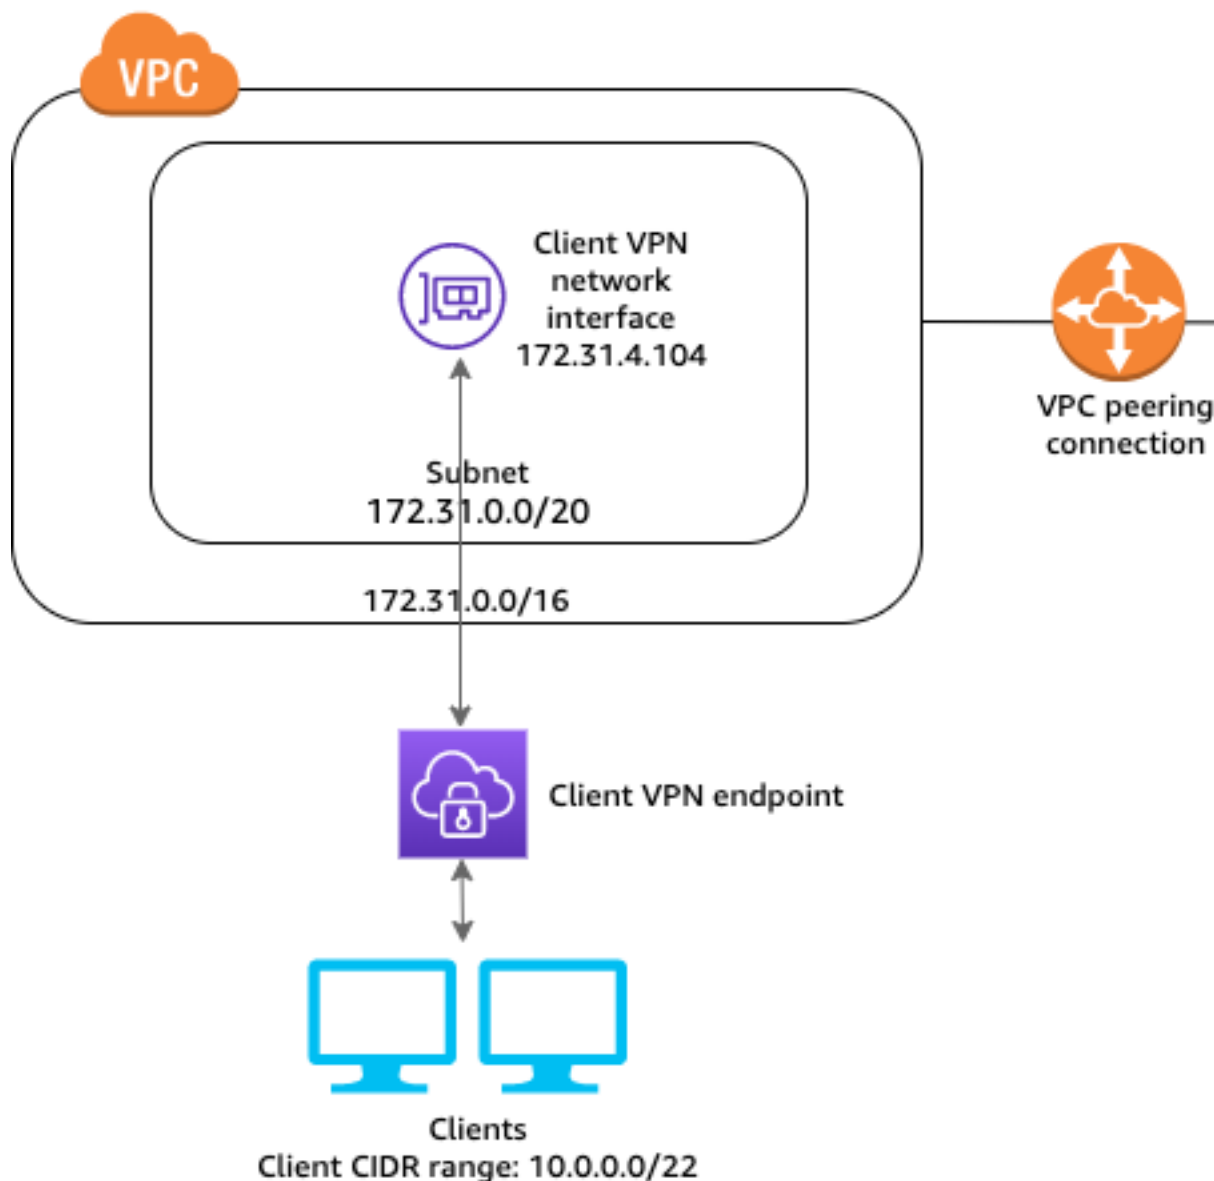 VPC
Client VPN
network
interface
172.31.4.104
Subnet
172.31.0.0/20
172.31.0.0/16
VPC peering
connection
Client VPN endpoint
Clients
Client CIDR range: 10.0.0.0/22